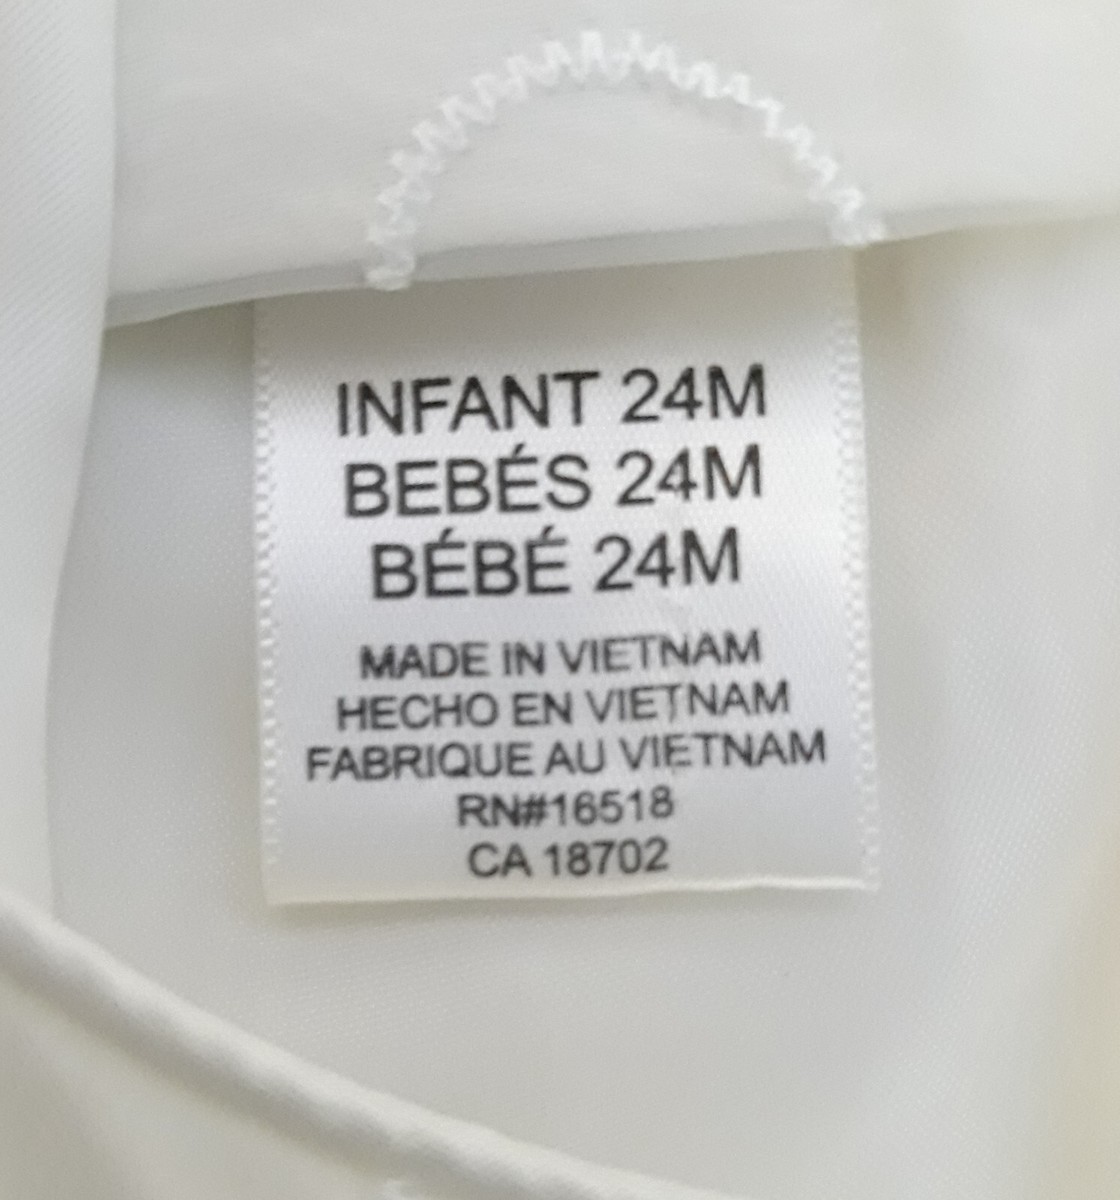 INFANT 24M
BEBÉS 24M
BÉBÉ 24M
MADE IN VIETNAM
HECHO EN VIETNAM
FABRIQUE AU VIETNAM
RN#16518
CA 18702